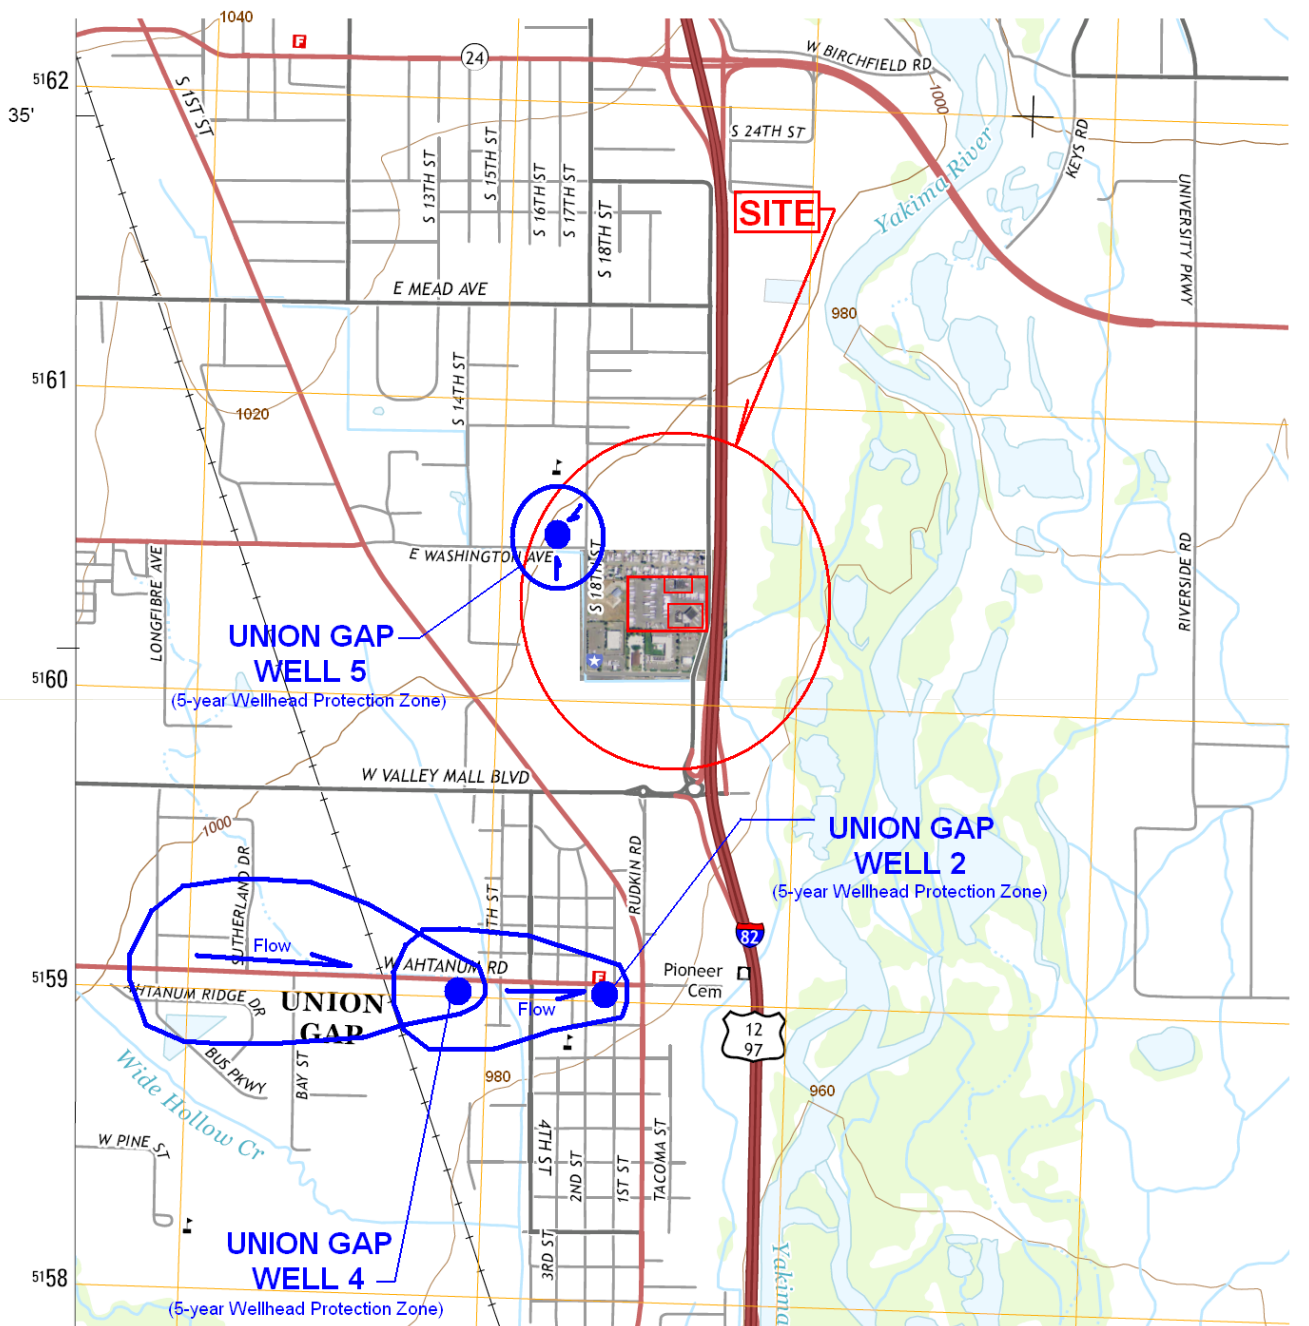 1040
F
24
W BIRCHFIELD RD
5162
35'
S 1ST ST
1000
S 24TH ST
KEYS RD
Yakima River
S 13TH ST
S 15TH ST
S 16TH ST
S 17TH ST
S 18TH ST
SITE
UNIVERSITY PKWY
E MEAD AVE
980
5161
1020
S 14TH ST
E WASHINGTON AVE
S 18TH ST
LONGFIBRE AVE
RIVERSIDE RD
UNION GAP
WELL 5
(5-year Wellhead Protection Zone)
5160
W VALLEY MALL BLVD
1000
UNION GAP
WELL 2
(5-year Wellhead Protection Zone)
SUTHERLAND DR
TH ST
RUDKIN RD
82
Flow
W AHTANUM RD
F
Pioneer
Cem
5159
AHTANUM RIDGE DR
UNION
GAP
Flow
12
97
BUS PKWY
BAY ST
Wide Hollow Cr
980
960
W PINE ST
4TH ST
2ND ST
1ST ST
TACOMA ST
3RD ST
UNION GAP
WELL 4
(5-year Wellhead Protection Zone)
5158
Yakima